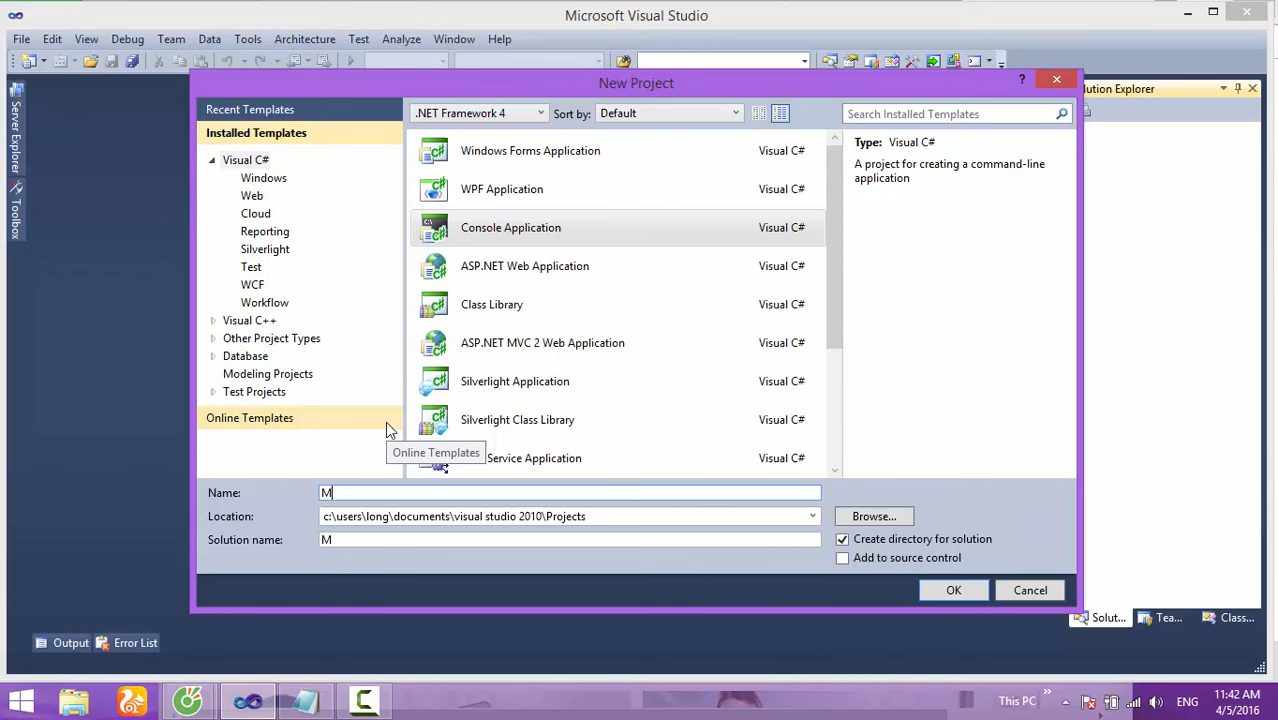 Microsoft Visual Studio
File Edit View Debug Team Data Tools Architecture Test Analyze Window Help
New Project
Server Explorer
Toolbox
lution Explorer
Recent Templates
Installed Templates
.NET Framework 4
Sort by:
Default
Search Installed Templates
Visual C#
Windows
Web
Cloud
Reporting
Silverlight
Test
WCF
Workflow
Visual C++
Other Project Types
Database
Modeling Projects
Test Projects
Online Templates
Online Templates
Windows Forms Application Visual C#
WPF Application Visual C#
Console Application Visual C#
ASP.NET Web Application Visual C#
Class Library Visual C#
ASP.NET MVC 2 Web Application Visual C#
Silverlight Application Visual C#
Silverlight Class Library Visual C#
Service Application Visual C#
Type: Visual C#
A project for creating a command-line
application
Name: M
Location: c:\users\long\documents\visual studio 2010\Projects
Browse...
Solution name: M
Create directory for solution
Add to source control
OK Cancel
Solut... Tea... Class...
Output Error List
This PC
ENG
11:42 AM
4/5/2016